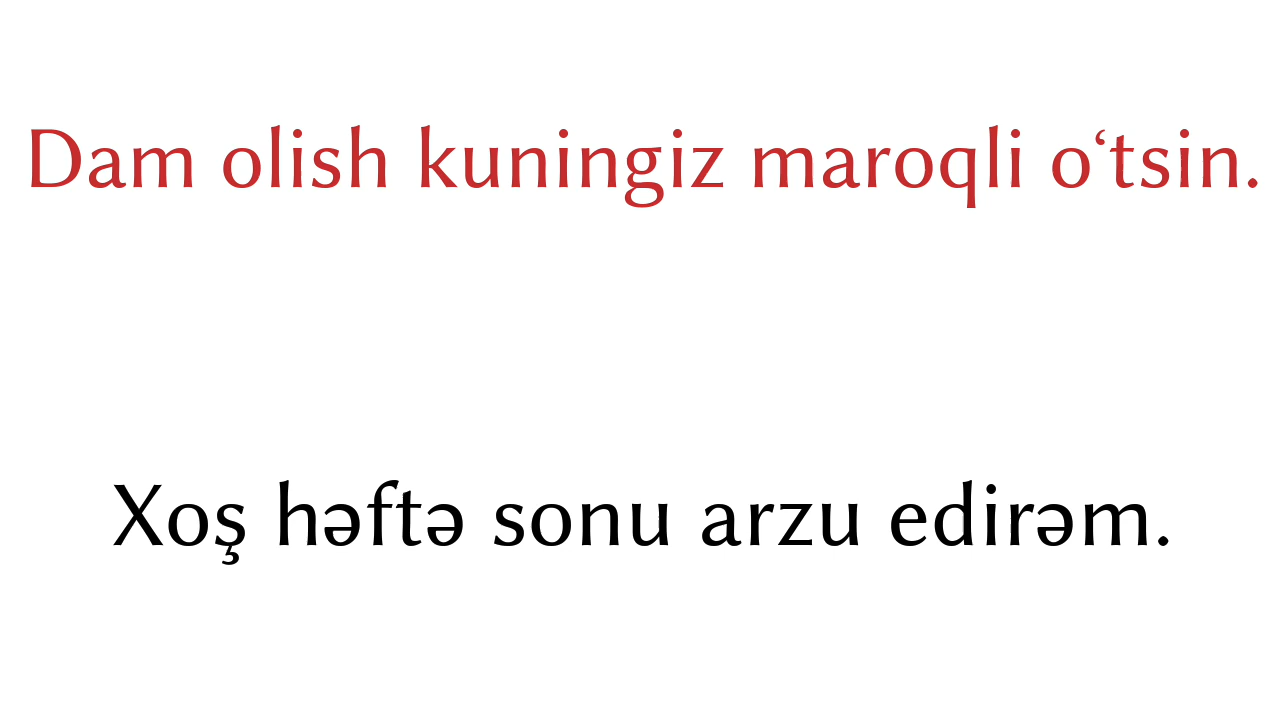 Dam olish kuningiz maroqli o‘tsin.
Xoş həftə sonu arzu edirəm.